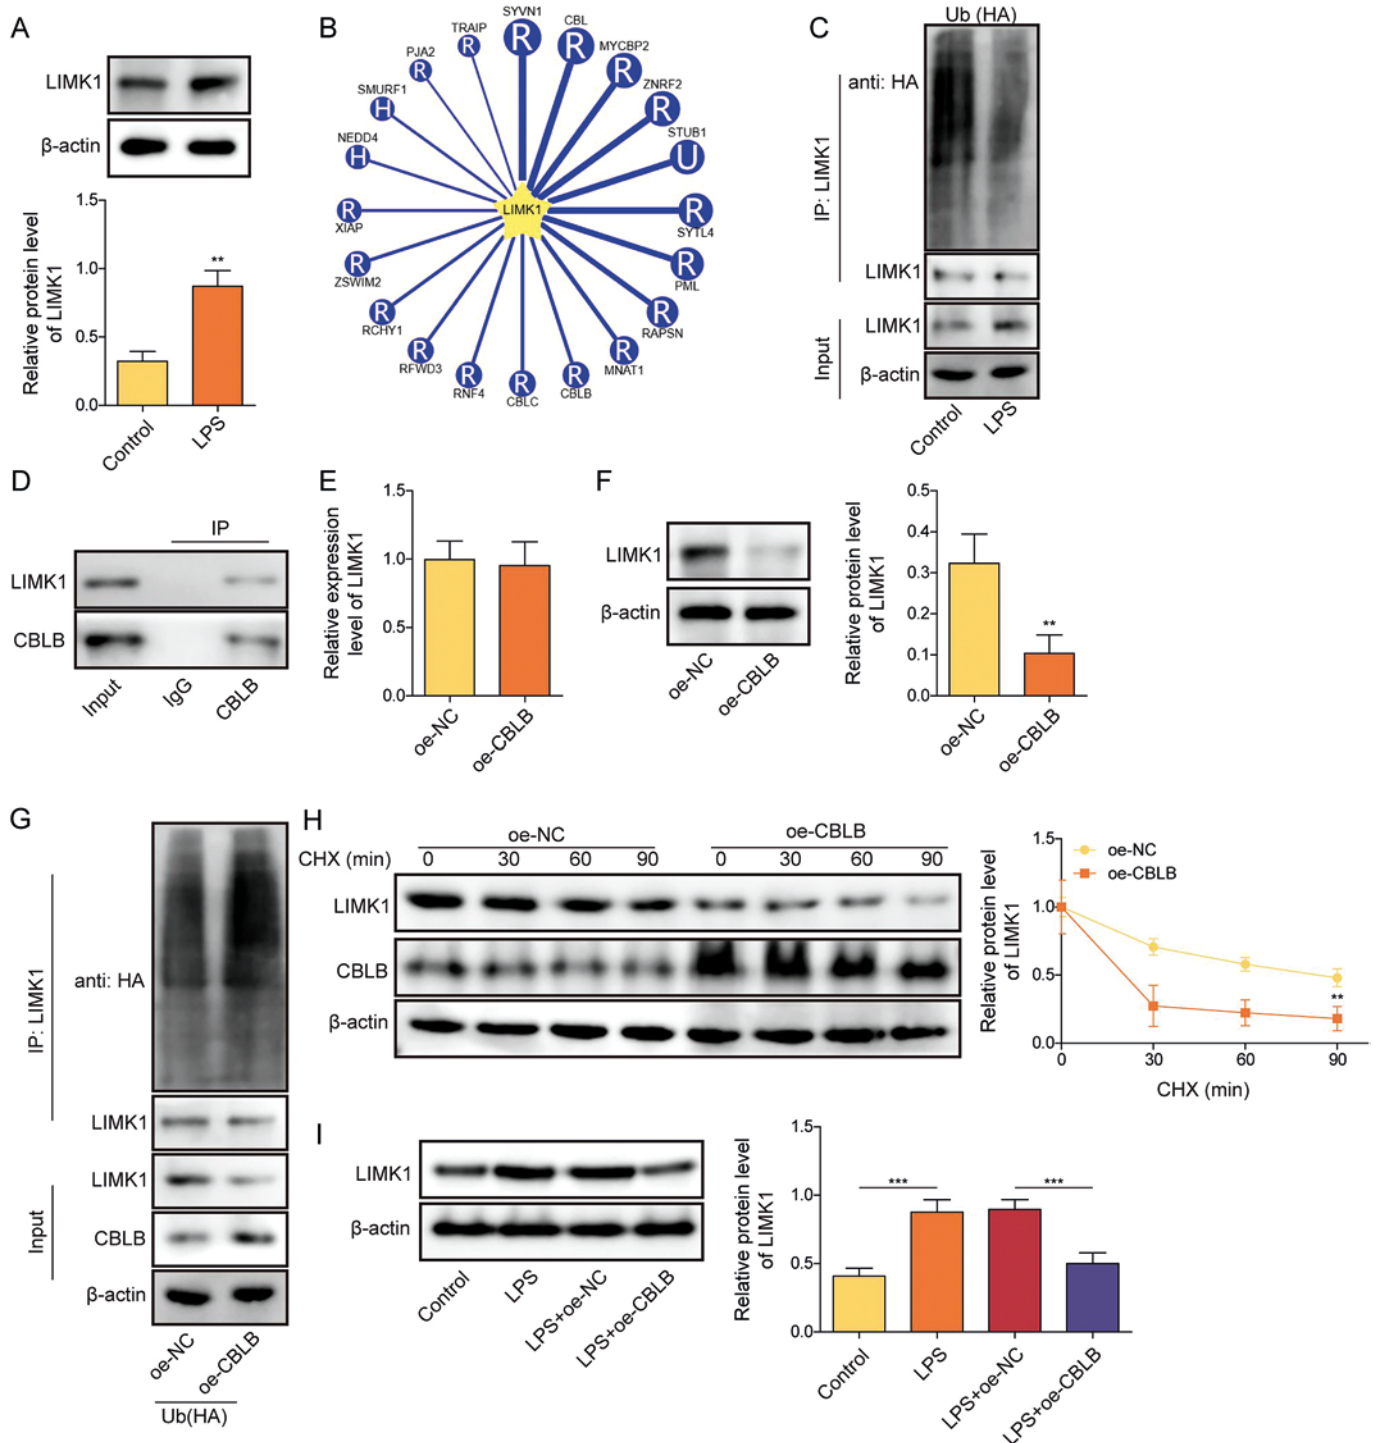 A
LIMK1
β-actin
Relative protein level
of LIMK1
1.5
1.0
0.5
0.0
**
Control
LPS
B
SYVN1
CBL
MYCBP2
ZNRF2
STUB1
SYTL4
PML
RAPSN
MNAT1
CBLB
CBLC
RNF4
RFWD3
RCHY1
ZSWIM2
XIAP
NEDD4
SMURF1
PJA2
TRAIP
R
R
R
R
U
R
R
R
R
R
R
R
R
R
R
R
H
H
R
R
LIMK1
C
Ub (HA)
anti: HA
IP: LIMK1
LIMK1
Input
LIMK1
β-actin
Control
LPS
D
IP
LIMK1
CBLB
Input
IgG
CBLB
E
Relative expression
level of LIMK1
1.5
1.0
0.5
0.0
oe-NC
oe-CBLB
F
LIMK1
β-actin
oe-NC
oe-CBLB
Relative protein level
of LIMK1
0.5
0.4
0.3
0.2
0.1
0.0
**
oe-NC
oe-CBLB
G
IP: LIMK1
anti: HA
LIMK1
Input
LIMK1
CBLB
β-actin
oe-NC
oe-CBLB
Ub(HA)
H
oe-NC
oe-CBLB
CHX (min)
0 30 60 90 0 30 60 90
LIMK1
CBLB
β-actin
Relative protein level
of LIMK1
1.5
1.0
0.5
0.0
oe-NC
oe-CBLB
**
0 30 60 90
CHX (min)
I
LIMK1
β-actin
Control
LPS
LPS+oe-NC
LPS+oe-CBLB
Relative protein level
of LIMK1
1.5
1.0
0.5
0.0
***
***
Control
LPS
LPS+oe-NC
LPS+oe-CBLB